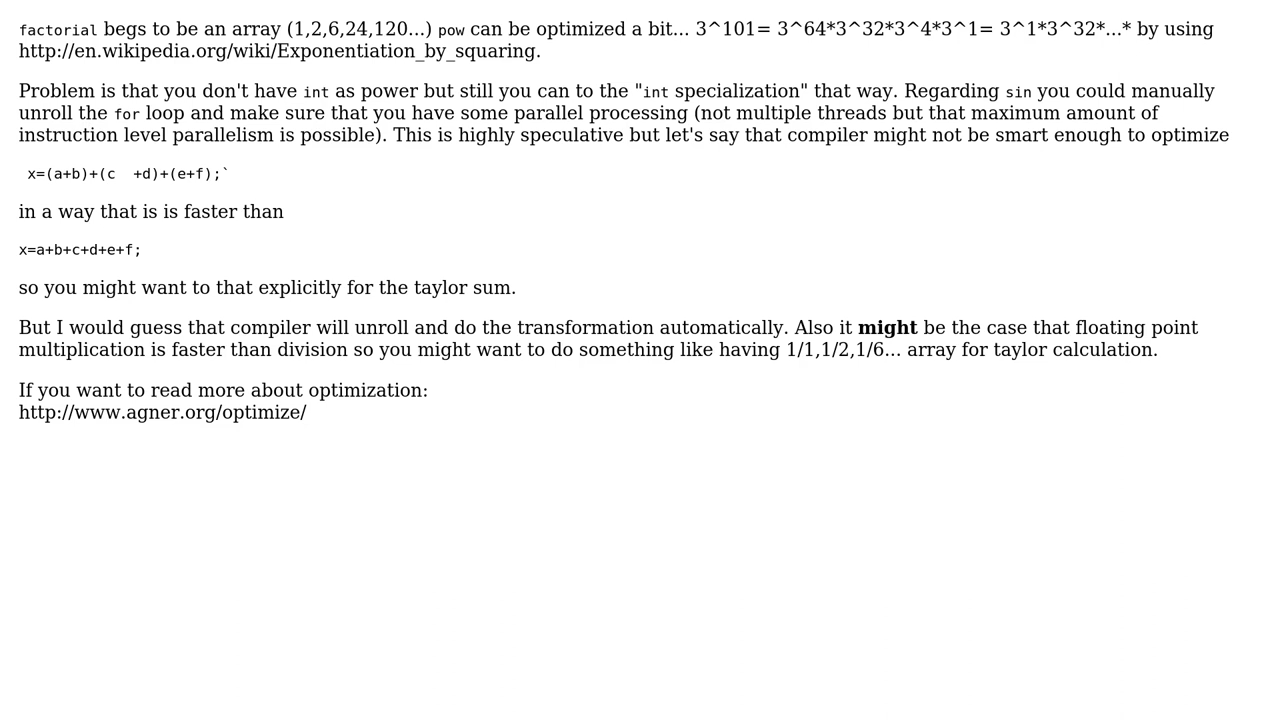 factorial begs to be an array (1,2,6,24,120...) pow can be optimized a bit... 3^101= 3^64*3^32*3^4*3^1= 3^1*3^32*...* by using
http://en.wikipedia.org/wiki/Exponentiation_by_squaring.
Problem is that you don't have int as power but still you can to the "int specialization" that way. Regarding sin you could manually
unroll the for loop and make sure that you have some parallel processing (not multiple threads but that maximum amount of
instruction level parallelism is possible). This is highly speculative but let's say that compiler might not be smart enough to optimize
x=(a+b)+(c  +d)+(e+f);`
in a way that is is faster than
x=a+b+c+d+e+f;
so you might want to that explicitly for the taylor sum.
But I would guess that compiler will unroll and do the transformation automatically. Also it might be the case that floating point
multiplication is faster than division so you might want to do something like having 1/1,1/2,1/6... array for taylor calculation.
If you want to read more about optimization:
http://www.agner.org/optimize/